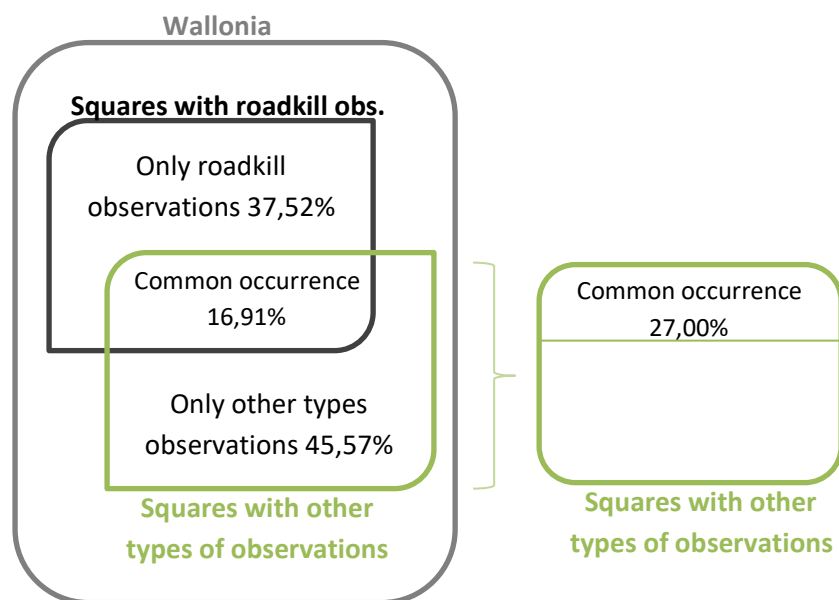 Wallonia
Squares with roadkill obs.
Only roadkill
observations 37,52%
Common occurrence
16,91%
Only other types
observations 45,57%
Squares with other
types of observations
Common occurrence
27,00%
Squares with other
types of observations